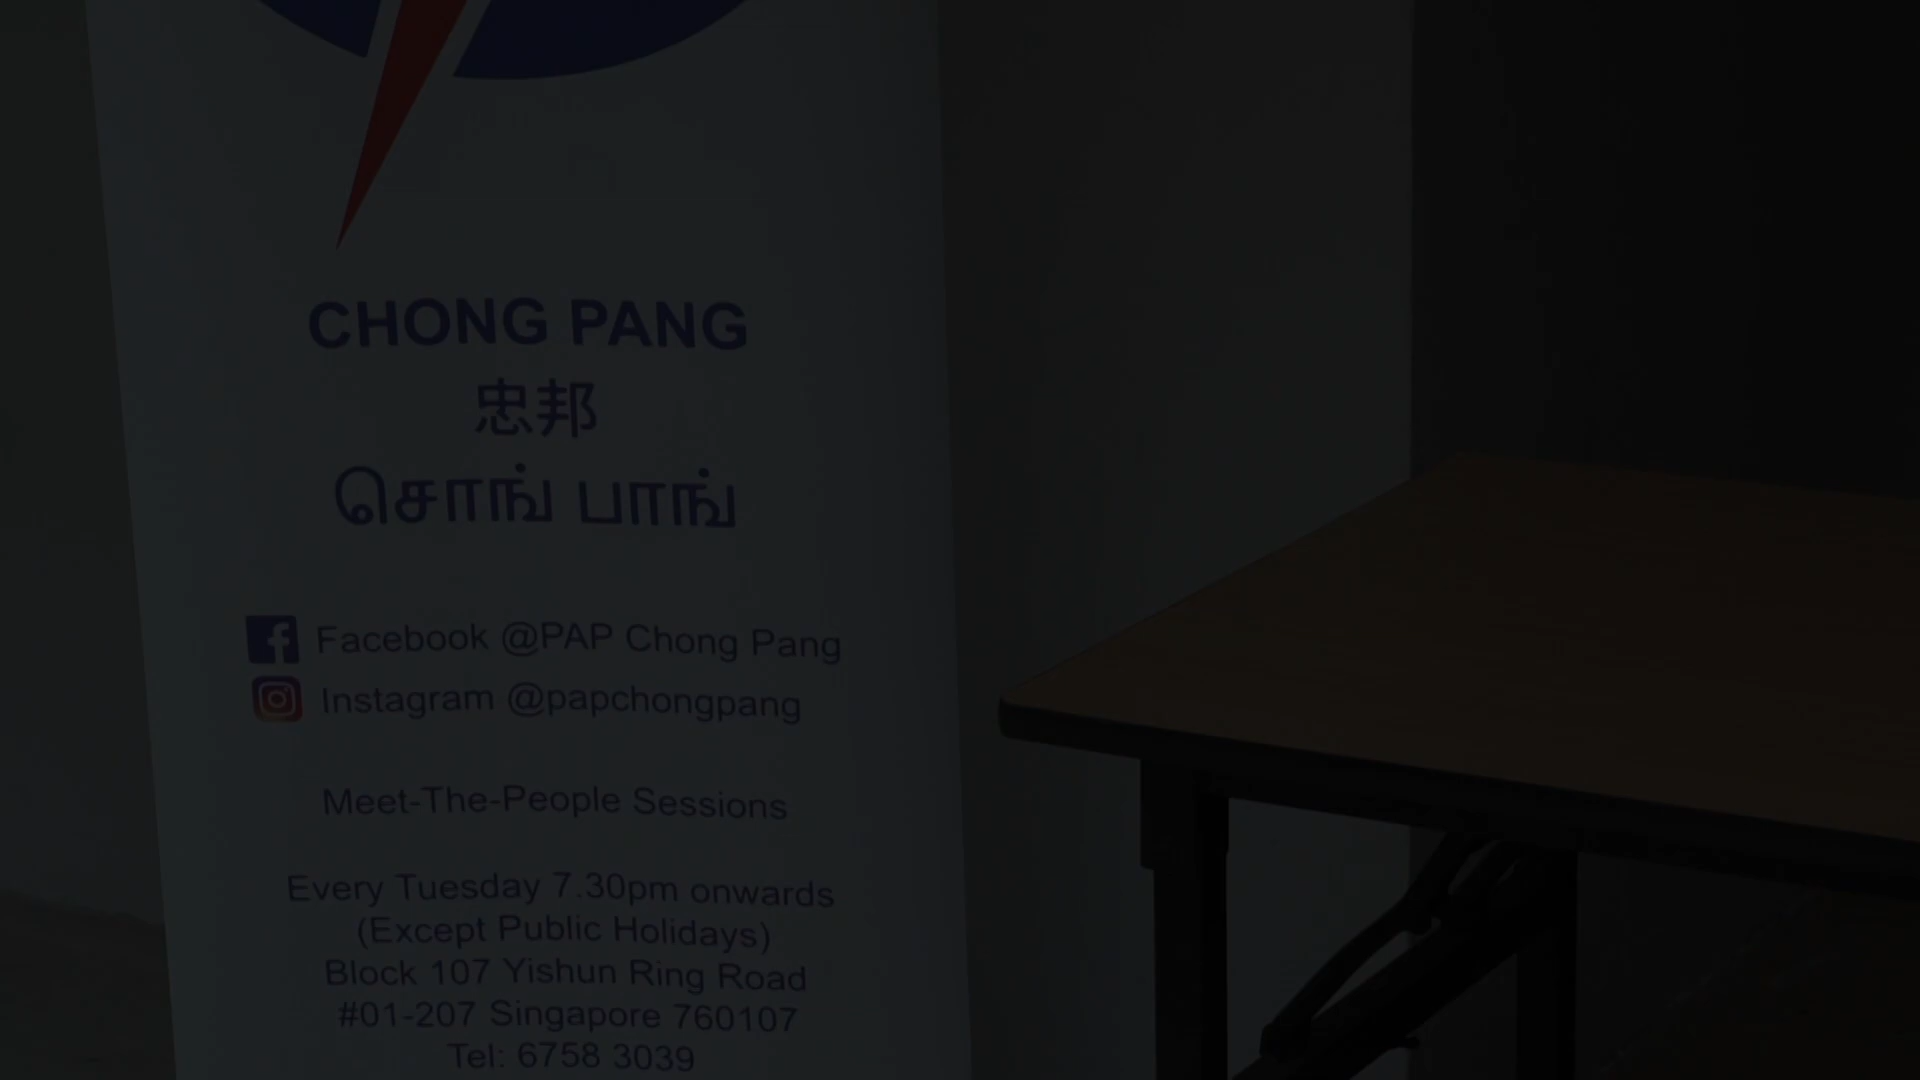 CHONG PANG
忠邦
சொங் பாங்
Facebook @PAP Chong Pang
Instagram @papchongpang
Meet-The-People Sessions
Every Tuesday 7.30pm onwards
(Except Public Holidays)
Block 107 Yishun Ring Road
#01-207 Singapore 760107
Tel: 6758 3039